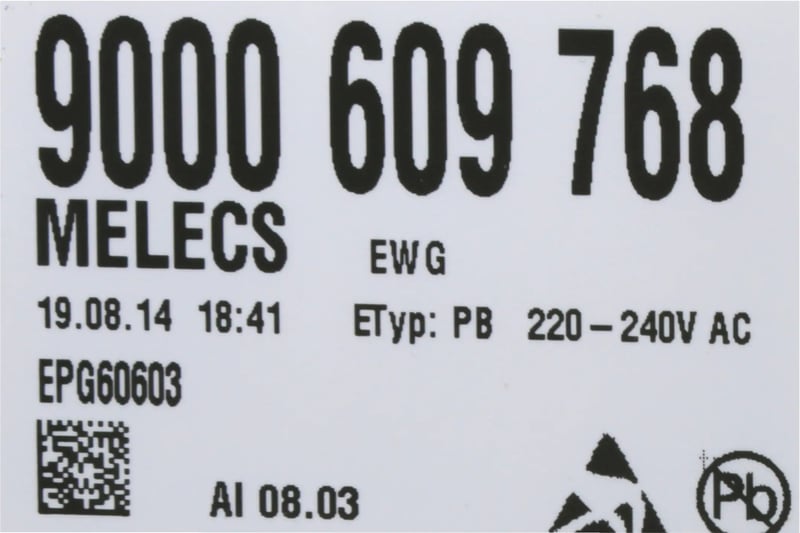 9000 609 768
MELECS EWG
19.08.14 18:41 ETyp: PB 220-240V AC
EPG60603
AI 08.03
Pb